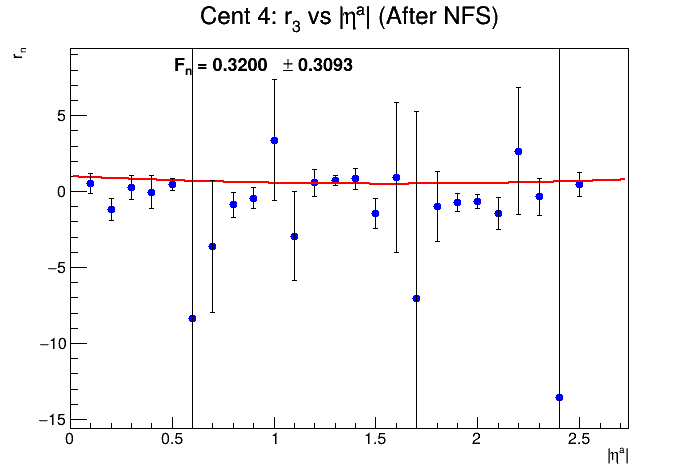 Cent 4: r₃ vs |ηᵃ| (After NFS)
rₙ
Fₙ = 0.3200 ± 0.3093
5
0
−5
−10
−15
0 0.5 1 1.5 2 2.5
|ηᵃ|